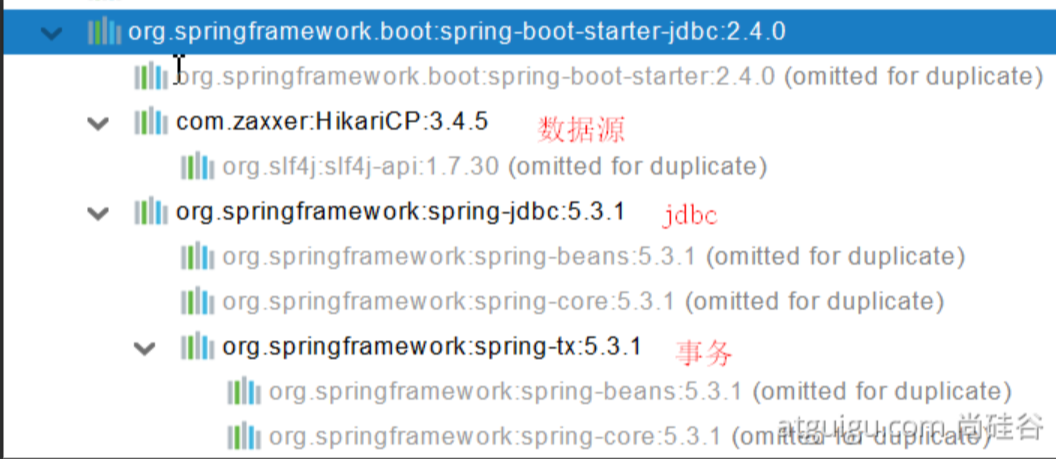 org.springframework.boot:spring-boot-starter-jdbc:2.4.0
org.springframework.boot:spring-boot-starter:2.4.0 (omitted for duplicate)
com.zaxxer:HikariCP:3.4.5 数据源
org.slf4j:slf4j-api:1.7.30 (omitted for duplicate)
org.springframework:spring-jdbc:5.3.1 jdbc
org.springframework:spring-beans:5.3.1 (omitted for duplicate)
org.springframework:spring-core:5.3.1 (omitted for duplicate)
org.springframework:spring-tx:5.3.1 事务
org.springframework:spring-beans:5.3.1 (omitted for duplicate)
org.springframework:spring-core:5.3.1 (omitted for duplicate)
atguigu.com 尚硅谷